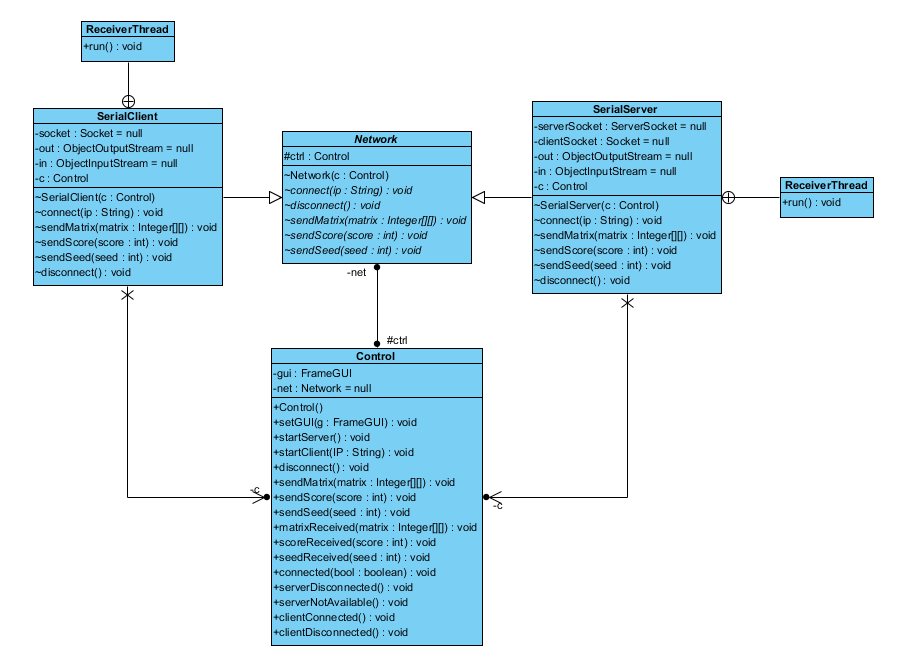 ReceiverThread
+run() : void
SerialClient
-socket : Socket = null
-out : ObjectOutputStream = null
-in : ObjectInputStream = null
-c : Control
~SerialClient(c : Control)
~connect(ip : String) : void
~sendMatrix(matrix : Integer[][]) : void
~sendScore(score : int) : void
~sendSeed(seed : int) : void
~disconnect() : void
Network
#ctrl : Control
~Network(c : Control)
~connect(ip : String) : void
~disconnect() : void
~sendMatrix(matrix : Integer[][]) : void
~sendScore(score : int) : void
~sendSeed(seed : int) : void
SerialServer
-serverSocket : ServerSocket = null
-clientSocket : Socket = null
-out : ObjectOutputStream = null
-in : ObjectInputStream = null
-c : Control
~SerialServer(c : Control)
~connect(ip : String) : void
~sendMatrix(matrix : Integer[][]) : void
~sendScore(score : int) : void
~sendSeed(seed : int) : void
~disconnect() : void
ReceiverThread
+run() : void
-net
#ctrl
Control
-gui : FrameGUI
-net : Network = null
+Control()
+setGUI(g : FrameGUI) : void
+startServer() : void
+startClient(IP : String) : void
+disconnect() : void
+sendMatrix(matrix : Integer[][]) : void
+sendScore(score : int) : void
+sendSeed(seed : int) : void
+matrixReceived(matrix : Integer[][]) : void
+scoreReceived(score : int) : void
+seedReceived(seed : int) : void
+connected(bool : boolean) : void
+serverDisconnected() : void
+serverNotAvailable() : void
+clientConnected() : void
+clientDisconnected() : void
-c
-c